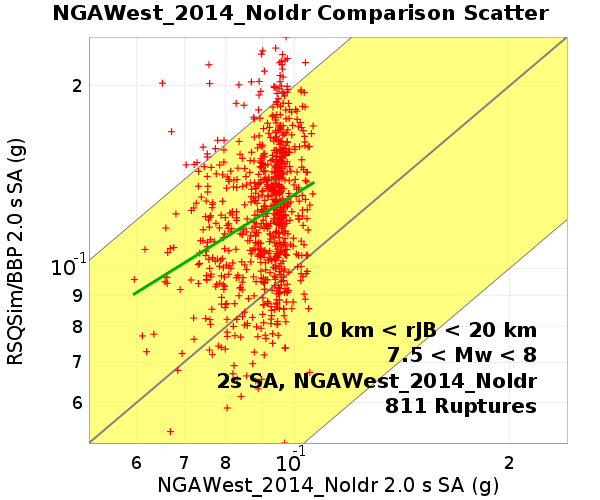 NGAWest_2014_NoIdr Comparison Scatter
RSQSim/BBP 2.0 s SA (g)
2
10-1
9
8
7
6
10 km < rJB < 20 km
7.5 < Mw < 8
2s SA, NGAWest_2014_NoIdr
811 Ruptures
6 7 8 10-1 2
NGAWest_2014_NoIdr 2.0 s SA (g)